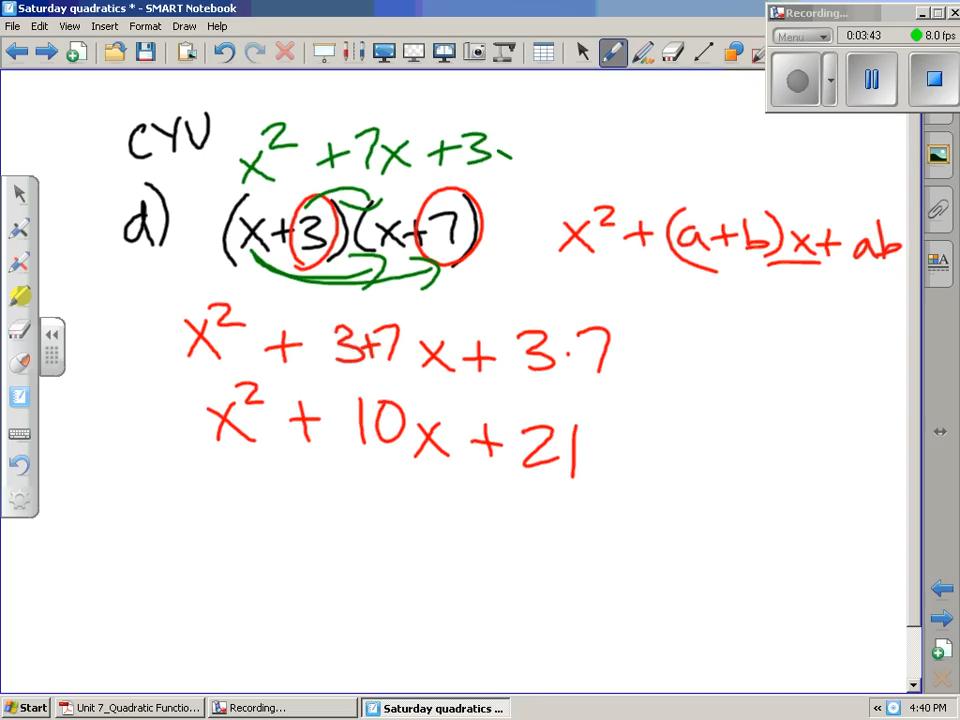 Saturday quadratics * - SMART Notebook
Recording...
File Edit View Insert Format Draw Help
Menu 00:03:43 8.0 fps
CYU x² + 7x + 3
d) (x+3)(x+7) x² + (a+b)x + ab
x² + 3+7 x + 3·7
x² + 10x + 21
Start Unit 7_Quadratic Functio... Recording... Saturday quadratics ... « 4:40 PM